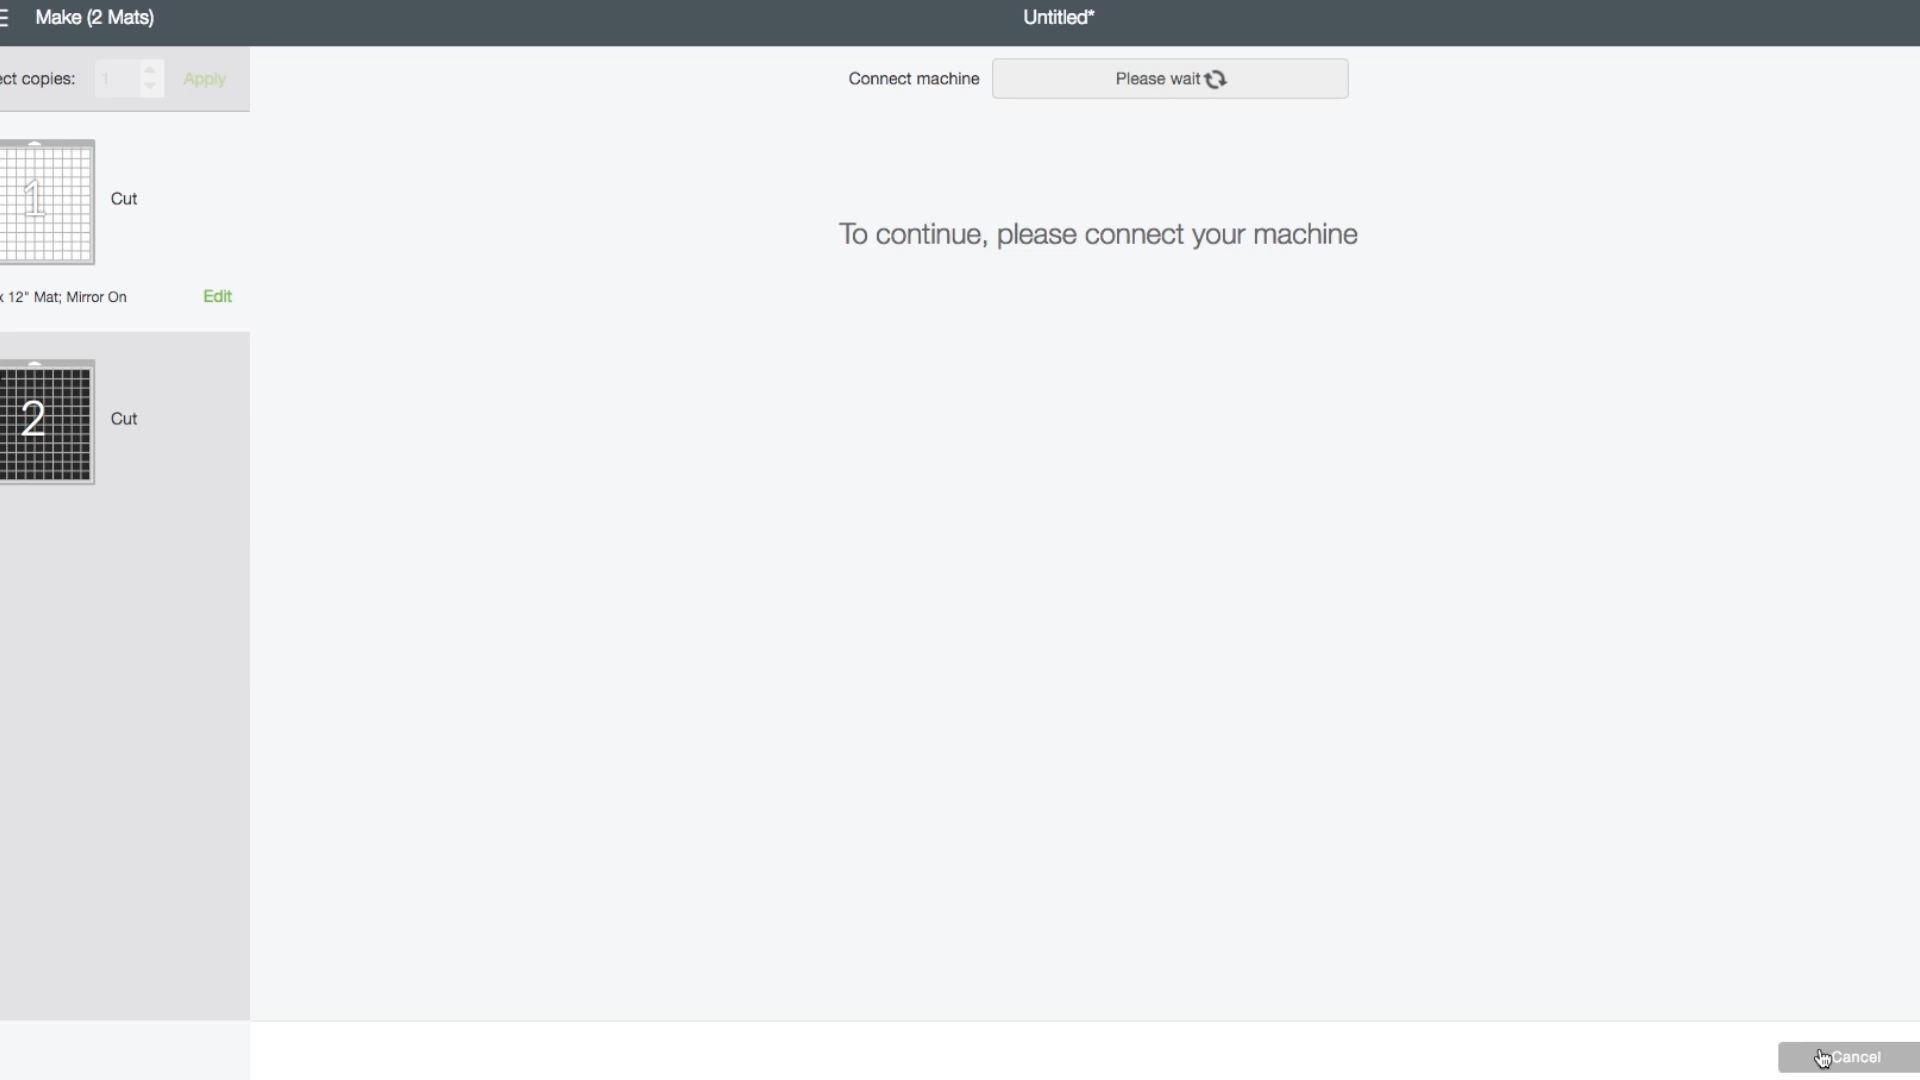 Make (2 Mats)
Untitled*
ect copies:
1
Apply
Connect machine
Please wait
To continue, please connect your machine
1
Cut
x 12" Mat; Mirror On
Edit
2
Cut
Cancel